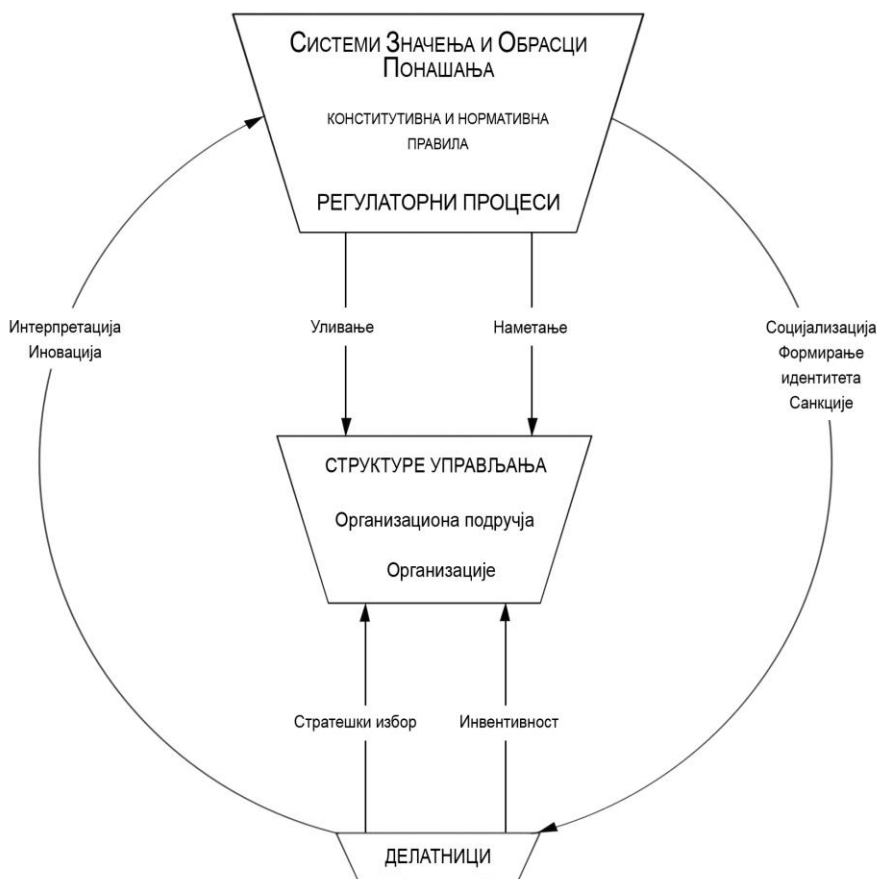 Системи Значења и Обрасци
Понашања
КОНСТИТУТИВНА И НОРМАТИВНА
ПРАВИЛА
РЕГУЛАТОРНИ ПРОЦЕСИ
Интерпретација
Иновација
Уливање
Наметање
Социјализација
Формирање
идентитета
Санкције
СТРУКТУРЕ УПРАВЉАЊА
Организациона подручја
Организације
Стратешки избор
Инвентивност
ДЕЛАТНИЦИ